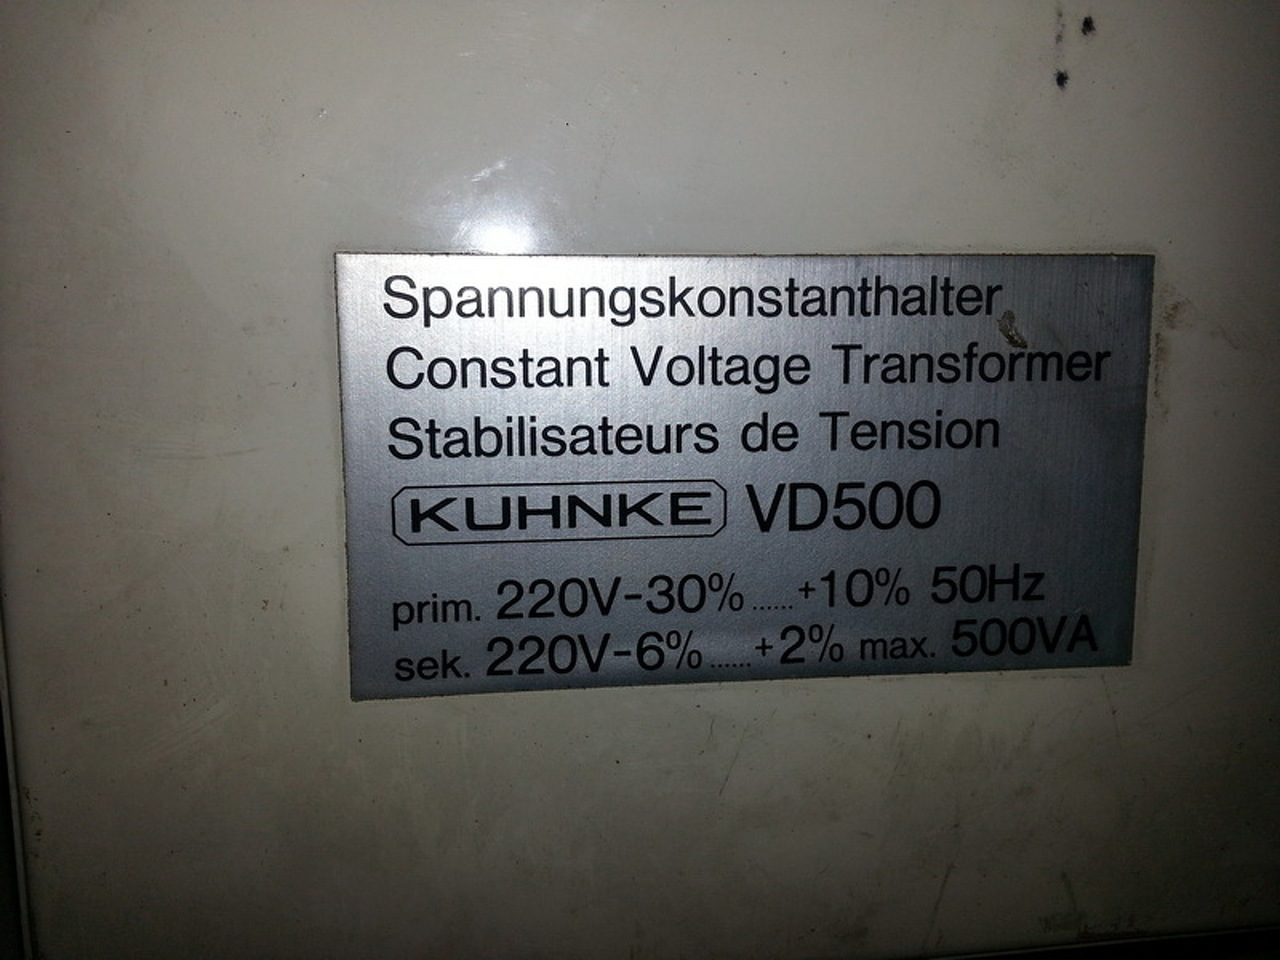 Spannungskonstanthalter
Constant Voltage Transformer
Stabilisateurs de Tension
KUHNKE VD500
prim. 220V-30% ...... +10% 50Hz
sek. 220V-6% ...... +2% max. 500VA